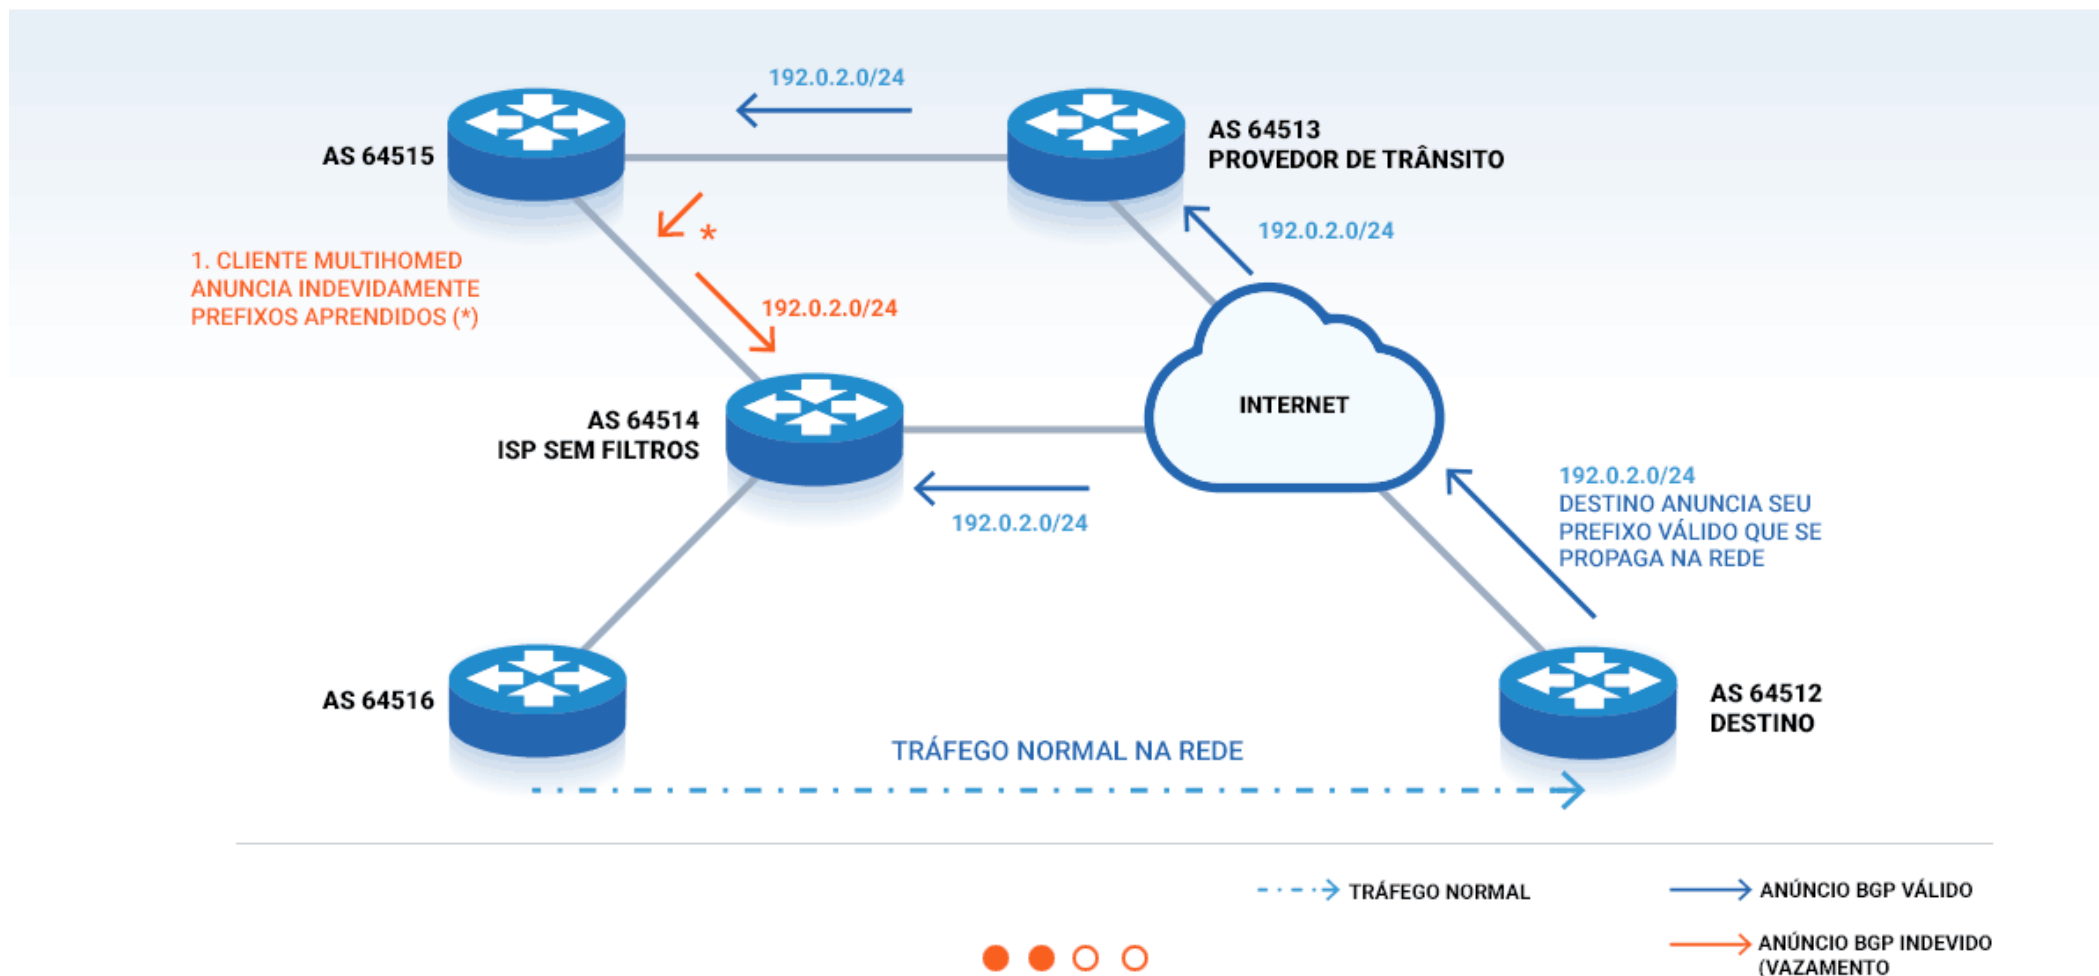 192.0.2.0/24
AS 64515
AS 64513
PROVEDOR DE TRÂNSITO
192.0.2.0/24
*
1. CLIENTE MULTIHOMED
ANUNCIA INDEVIDAMENTE
PREFIXOS APRENDIDOS (*)
192.0.2.0/24
AS 64514
ISP SEM FILTROS
INTERNET
192.0.2.0/24
192.0.2.0/24
DESTINO ANUNCIA SEU
PREFIXO VÁLIDO QUE SE
PROPAGA NA REDE
AS 64516
AS 64512
DESTINO
TRÁFEGO NORMAL NA REDE
TRÁFEGO NORMAL
ANÚNCIO BGP VÁLIDO
ANÚNCIO BGP INDEVIDO
(VAZAMENTO